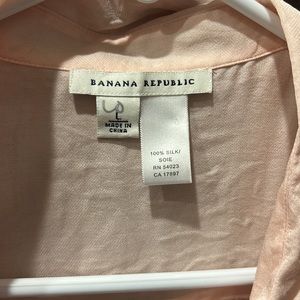 BANANA REPUBLIC
L
MADE IN
CHINA
100% SILK/
SOIE
RN 54023
CA 17897